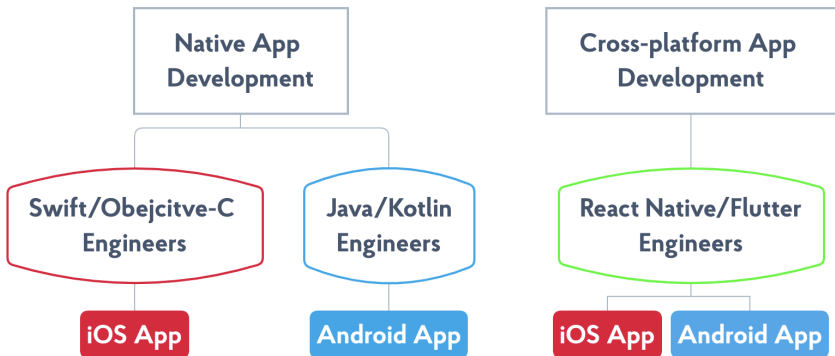 Native App
Development
Cross-platform App
Development
Swift/Obejcitve-C
Engineers
Java/Kotlin
Engineers
React Native/Flutter
Engineers
iOS App
Android App
iOS App
Android App